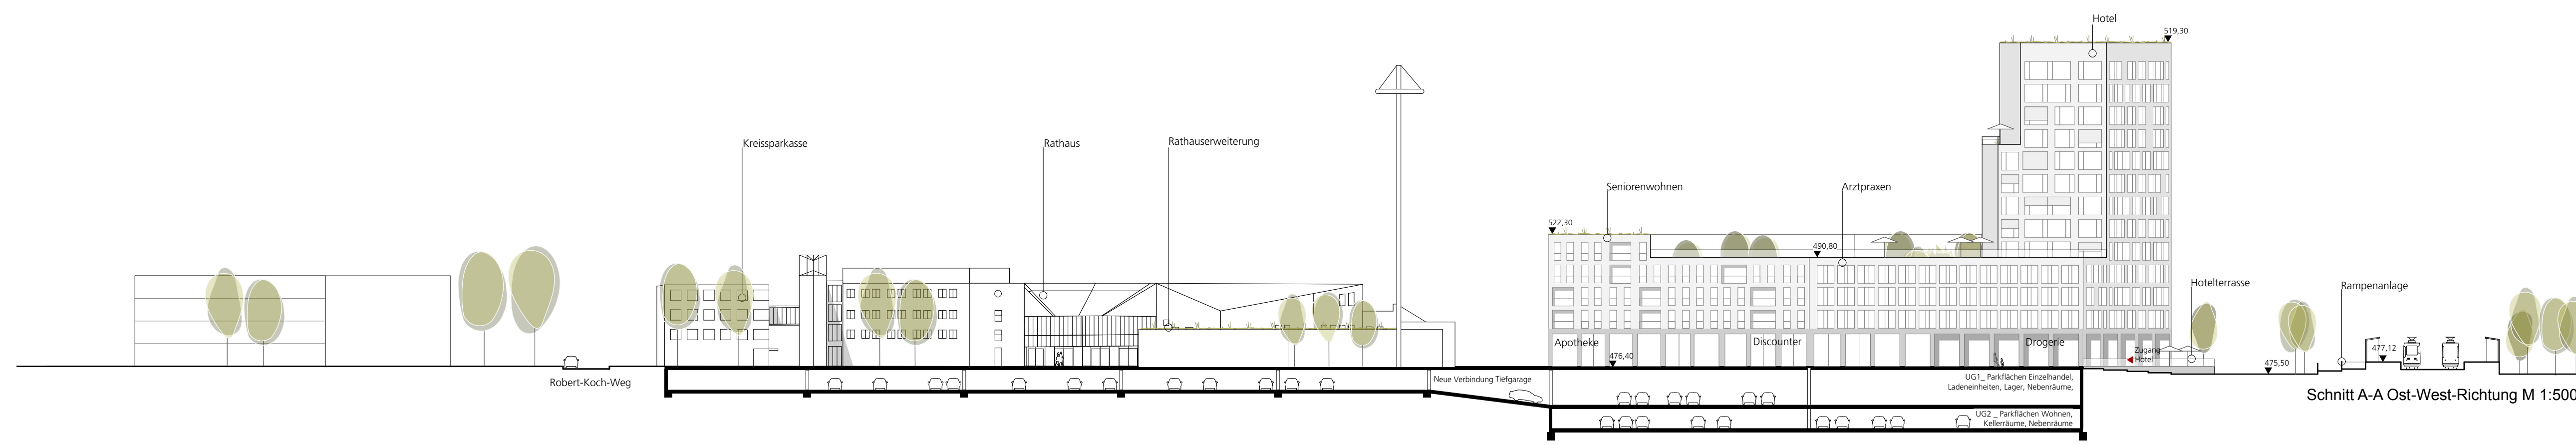 Hotel
519,30
Kreissparkasse
Rathaus
Rathauserweiterung
Seniorenwohnen
Arztpraxen
522,30
490,80
Hotelterrasse
Rampenanlage
Apotheke
Discounter
Drogerie
476,40
Zugang
Hotel
477,12
475,50
Robert-Koch-Weg
Neue Verbindung Tiefgarage
UG1_ Parkflächen Einzelhandel,
Ladeneinheiten, Lager, Nebenräume,
UG2 _ Parkflächen Wohnen,
Kellerräume, Nebenräume
Schnitt A-A Ost-West-Richtung M 1:500